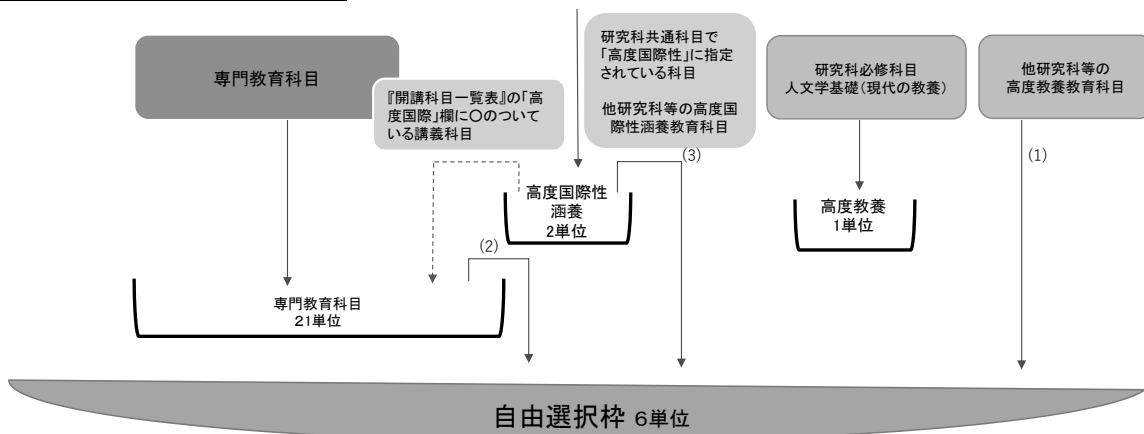 専門教育科目
『開講科目一覧表』の「高
度国際」欄に〇のついて
いる講義科目
研究科共通科目で
「高度国際性」に指定
されている科目
他研究科等の高度国
際性涵養教育科目
研究科必修科目
人文学基礎(現代の教養)
他研究科等の
高度教養教育科目
(3)
(1)
高度国際性
涵養
2単位
高度教養
1単位
(2)
専門教育科目
21単位
自由選択枠 6単位